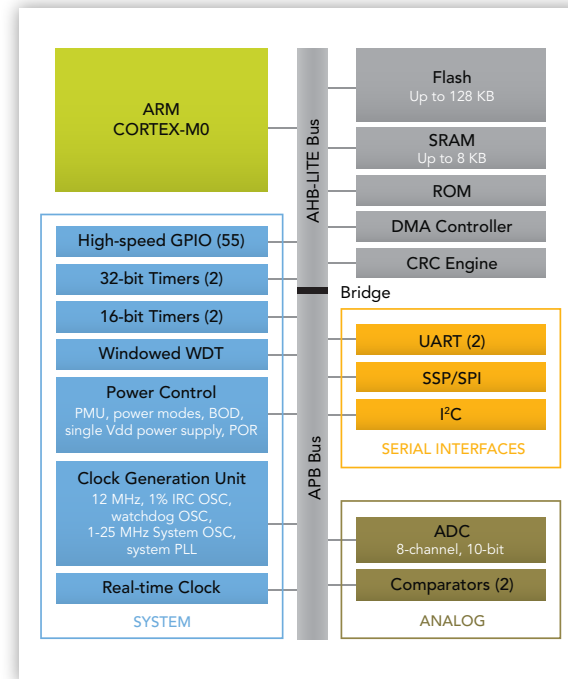 ARM
CORTEX-M0
AHB-LITE Bus
Flash
Up to 128 KB
SRAM
Up to 8 KB
ROM
DMA Controller
CRC Engine
Bridge
High-speed GPIO (55)
32-bit Timers (2)
16-bit Timers (2)
Windowed WDT
Power Control
PMU, power modes, BOD,
single Vdd power supply, POR
Clock Generation Unit
12 MHz, 1% IRC OSC,
watchdog OSC,
1-25 MHz System OSC,
system PLL
Real-time Clock
SYSTEM
APB Bus
UART (2)
SSP/SPI
I²C
SERIAL INTERFACES
ADC
8-channel, 10-bit
Comparators (2)
ANALOG